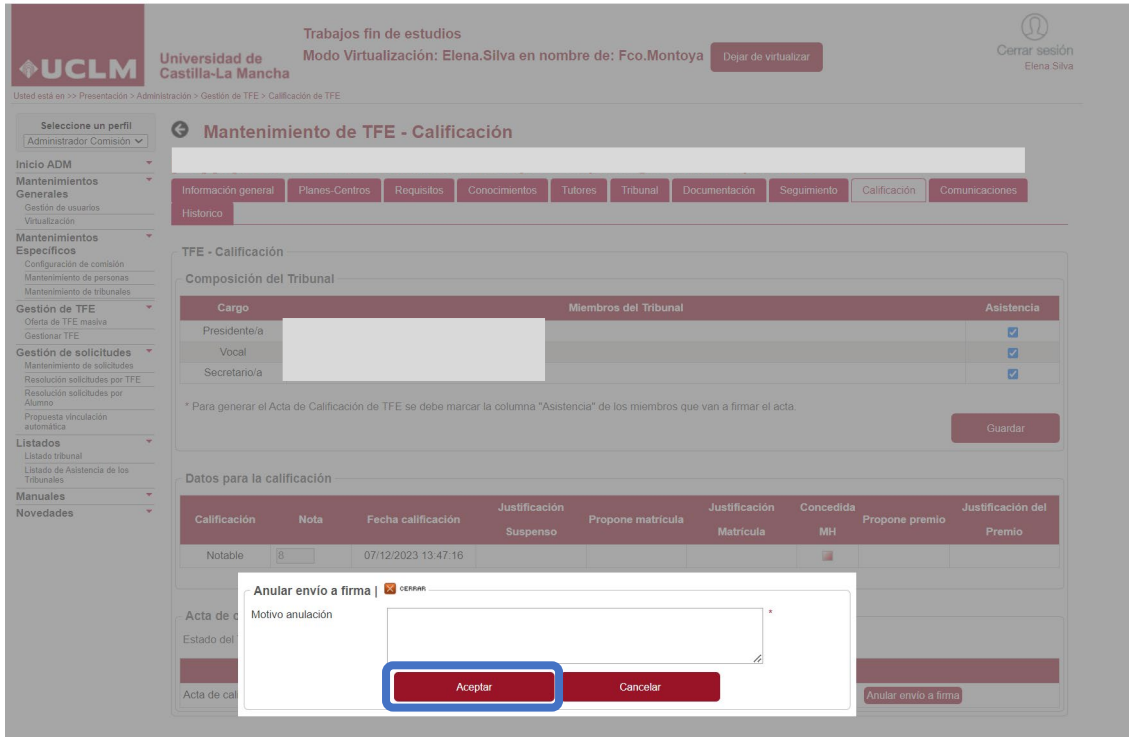 UCLM
Universidad de
Castilla-La Mancha
Trabajos fin de estudios
Modo Virtualización: Elena.Silva en nombre de: Fco.Montoya
Dejar de virtualizar
Cerrar sesión
Elena Silva
Usted está en >> Presentación > Administración > Gestión de TFE > Calificación de TFE
Seleccione un perfil
Administrador Comisión
Inicio ADM
Mantenimientos
Generales
Gestión de usuarios
Virtualización
Mantenimientos
Específicos
Configuración de comisión
Mantenimiento de personas
Mantenimiento de tribunales
Gestión de TFE
Oferta de TFE masiva
Gestionar TFE
Gestión de solicitudes
Mantenimiento de solicitudes
Resolución solicitudes por TFE
Resolución solicitudes por
Alumno
Propuesta vinculación
automática
Listados
Listado tribunal
Listado de Asistencia de los
Tribunales
Manuales
Novedades
Mantenimiento de TFE - Calificación
Información general Planes-Centros Requisitos Conocimientos Tutores Tribunal Documentación Seguimiento Calificación Comunicaciones
Historico
TFE - Calificación
Composición del Tribunal
Cargo Miembros del Tribunal Asistencia
Presidente/a
Vocal
Secretario/a
* Para generar el Acta de Calificación de TFE se debe marcar la columna "Asistencia" de los miembros que van a firmar el acta.
Guardar
Datos para la calificación
Calificación Nota Fecha calificación Justificación Suspenso Propone matrícula Justificación Matrícula Concedida MH Propone premio Justificación del Premio
Notable 8 07/12/2023 13:47:16
Anular envío a firma | CERRAR
Motivo anulación *
Aceptar Cancelar
Acta de c
Estado del
Acta de cal
Anular envío a firma